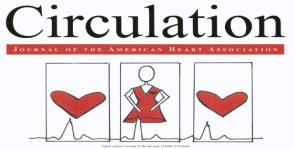 Circulation
JOURNAL OF THE AMERICAN HEART ASSOCIATION